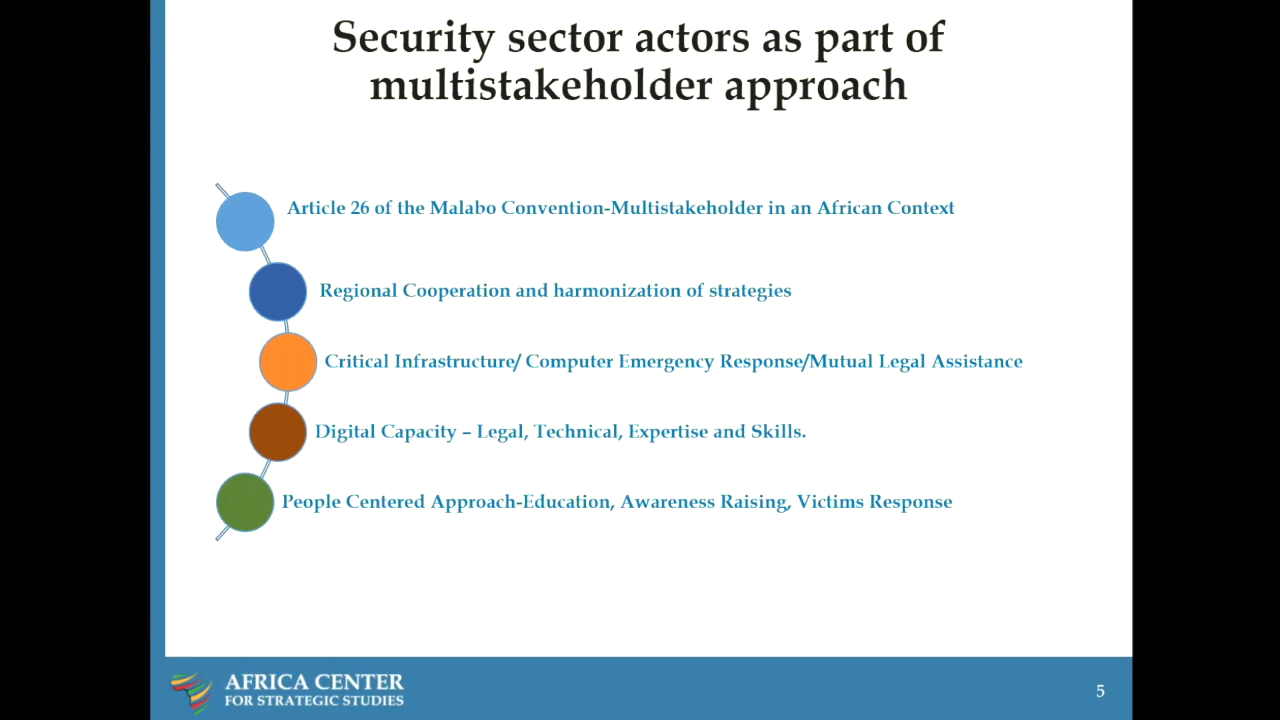 Security sector actors as part of
multistakeholder approach
Article 26 of the Malabo Convention-Multistakeholder in an African Context
Regional Cooperation and harmonization of strategies
Critical Infrastructure/ Computer Emergency Response/Mutual Legal Assistance
Digital Capacity – Legal, Technical, Expertise and Skills.
People Centered Approach-Education, Awareness Raising, Victims Response
AFRICA CENTER
FOR STRATEGIC STUDIES
5